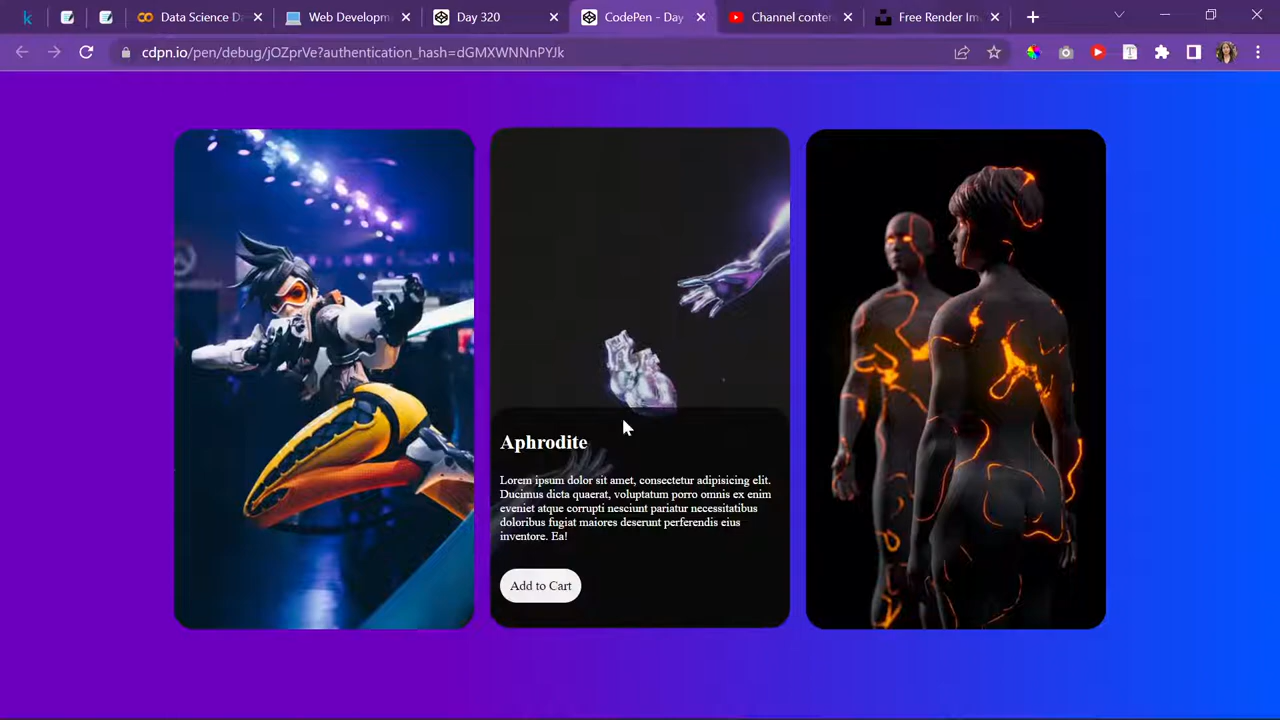 k
Data Science D
Web Developm
Day 320
CodePen - Day
Channel conten
Free Render Im
cdpn.io/pen/debug/jOZprVe?authentication_hash=dGMXWNNnPYJk
T
Aphrodite
Lorem ipsum dolor sit amet, consectetur adipisicing elit.
Ducimus dicta quaerat, voluptatum porro omnis ex enim
eveniet atque corrupti nesciunt pariatur necessitatibus
doloribus fugiat maiores deserunt perferendis eius
inventore. Ea!
Add to Cart